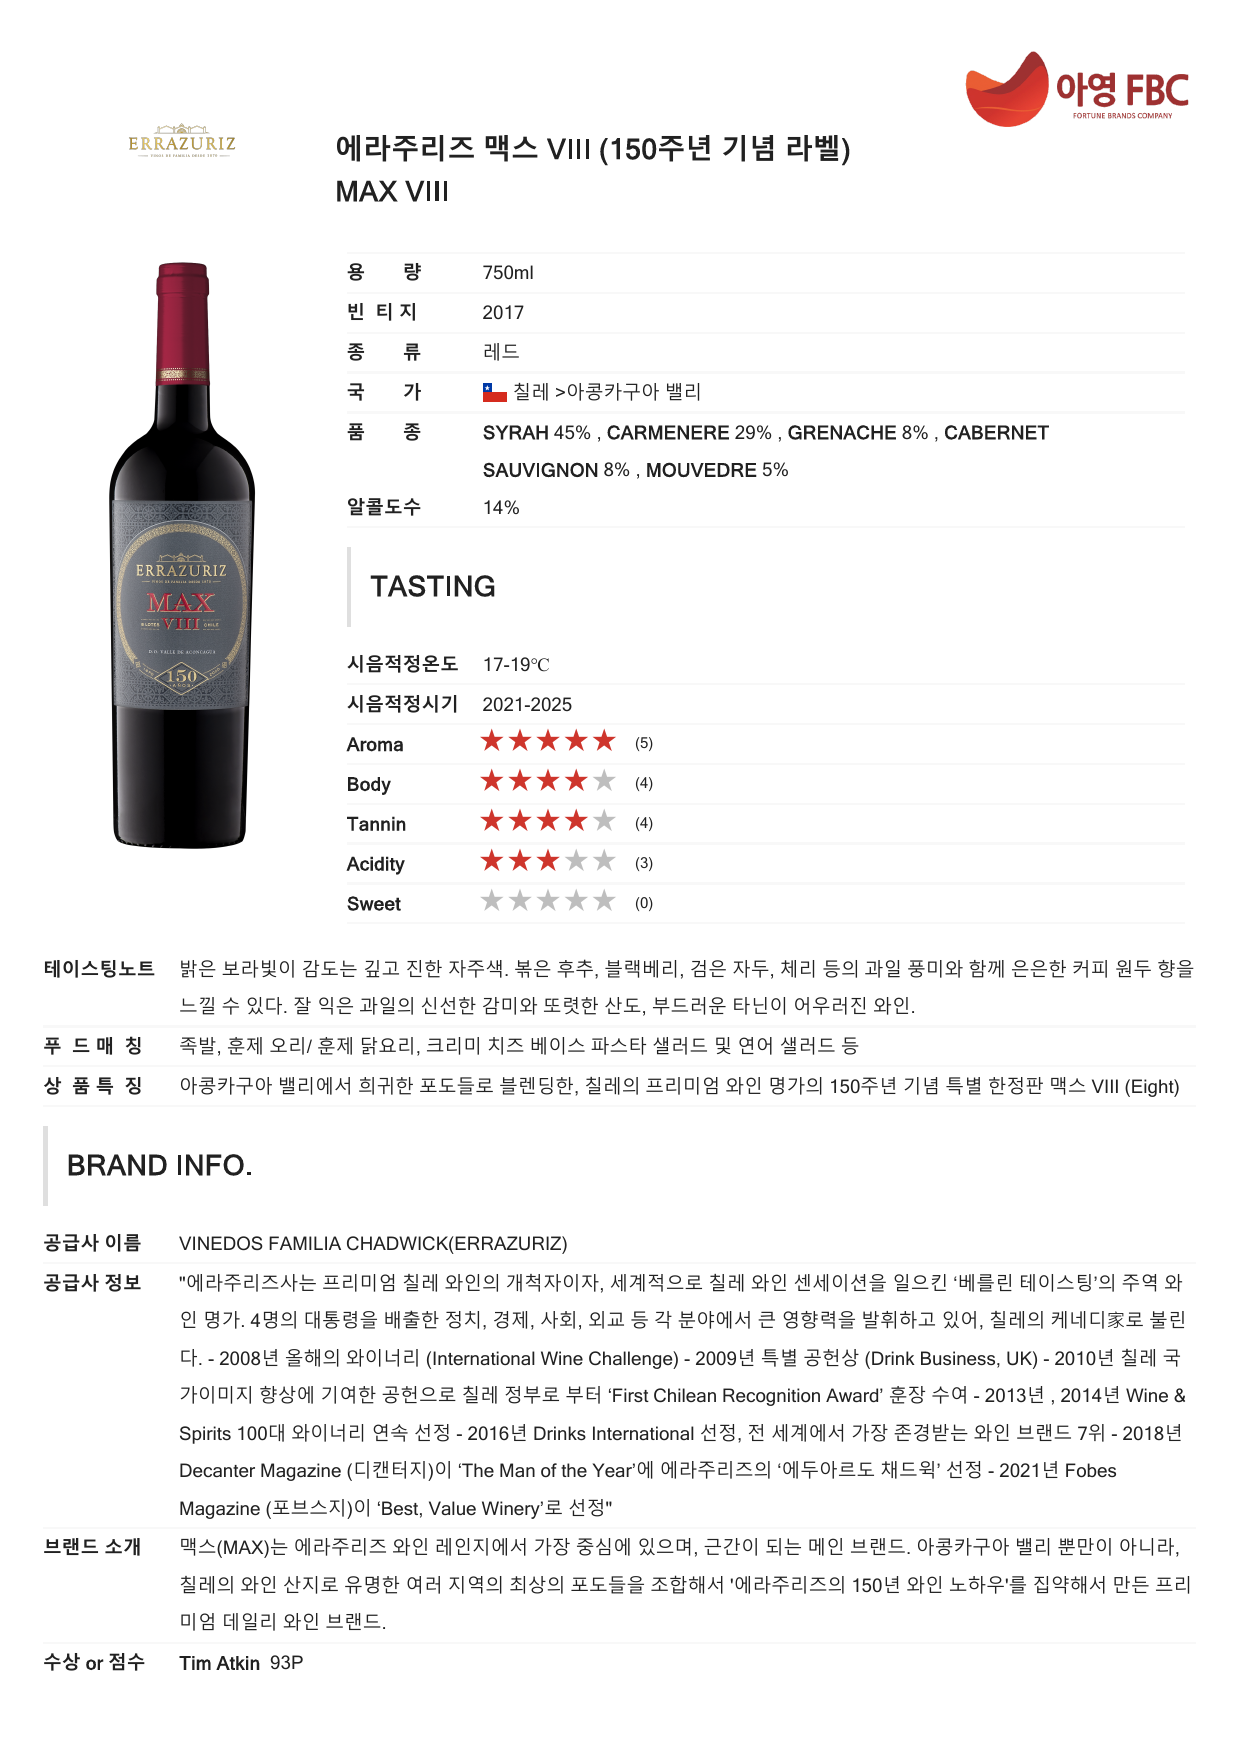 아영 FBC
FORTUNE BRANDS COMPANY
ERRAZURIZ
에라주리즈 맥스 VIII (150주년 기념 라벨)
MAX VIII
용 량 750ml
빈 티 지 2017
종 류 레드
국 가 칠레 >아콩카구아 밸리
품 종 SYRAH 45% , CARMENERE 29% , GRENACHE 8% , CABERNET
SAUVIGNON 8% , MOUVEDRE 5%
알콜도수 14%
ERRAZURIZ
MAX
VIII
CHILE
D.O. VALLE DE ACONCAGUA
150
AÑOS
TASTING
시음적정온도 17-19℃
시음적정시기 2021-2025
Aroma ★★★★★ (5)
Body ★★★★★ (4)
Tannin ★★★★★ (4)
Acidity ★★★★★ (3)
Sweet ★★★★★ (0)
테이스팅노트 밝은 보라빛이 감도는 깊고 진한 자주색. 볶은 후추, 블랙베리, 검은 자두, 체리 등의 과일 풍미와 함께 은은한 커피 원두 향을
느낄 수 있다. 잘 익은 과일의 신선한 감미와 또렷한 산도, 부드러운 타닌이 어우러진 와인.
푸 드 매 칭 족발, 훈제 오리/ 훈제 닭요리, 크리미 치즈 베이스 파스타 샐러드 및 연어 샐러드 등
상 품 특 징 아콩카구아 밸리에서 희귀한 포도들로 블렌딩한, 칠레의 프리미엄 와인 명가의 150주년 기념 특별 한정판 맥스 VIII (Eight)
BRAND INFO.
공급사 이름 VINEDOS FAMILIA CHADWICK(ERRAZURIZ)
공급사 정보 "에라주리즈사는 프리미엄 칠레 와인의 개척자이자, 세계적으로 칠레 와인 센세이션을 일으킨 ‘베를린 테이스팅’의 주역 와
인 명가. 4명의 대통령을 배출한 정치, 경제, 사회, 외교 등 각 분야에서 큰 영향력을 발휘하고 있어, 칠레의 케네디家로 불린
다. - 2008년 올해의 와이너리 (International Wine Challenge) - 2009년 특별 공헌상 (Drink Business, UK) - 2010년 칠레 국
가이미지 향상에 기여한 공헌으로 칠레 정부로 부터 ‘First Chilean Recognition Award’ 훈장 수여 - 2013년 , 2014년 Wine &
Spirits 100대 와이너리 연속 선정 - 2016년 Drinks International 선정, 전 세계에서 가장 존경받는 와인 브랜드 7위 - 2018년
Decanter Magazine (디캔터지)이 ‘The Man of the Year’에 에라주리즈의 ‘에두아르도 채드윅’ 선정 - 2021년 Fobes
Magazine (포브스지)이 ‘Best, Value Winery’로 선정"
브랜드 소개 맥스(MAX)는 에라주리즈 와인 레인지에서 가장 중심에 있으며, 근간이 되는 메인 브랜드. 아콩카구아 밸리 뿐만이 아니라,
칠레의 와인 산지로 유명한 여러 지역의 최상의 포도들을 조합해서 '에라주리즈의 150년 와인 노하우'를 집약해서 만든 프리
미엄 데일리 와인 브랜드.
수상 or 점수 Tim Atkin 93P